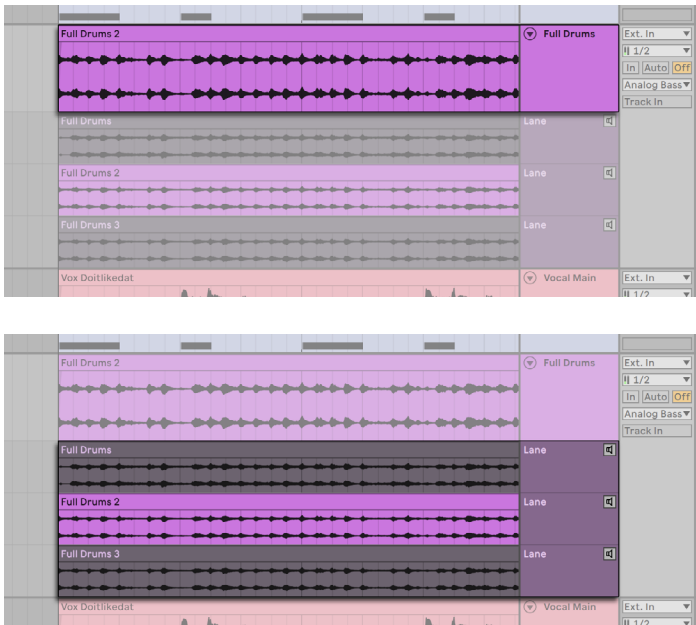 Full Drums 2 Full Drums Ext. In
1/2
In Auto Off
Analog Bass
Track In
Full Drums Lane
Full Drums 2 Lane
Full Drums 3 Lane
Vox Doitlikedat Vocal Main Ext. In
1/2
Full Drums 2 Full Drums Ext. In
1/2
In Auto Off
Analog Bass
Track In
Full Drums Lane
Full Drums 2 Lane
Full Drums 3 Lane
Vox Doitlikedat Vocal Main Ext. In
1/2